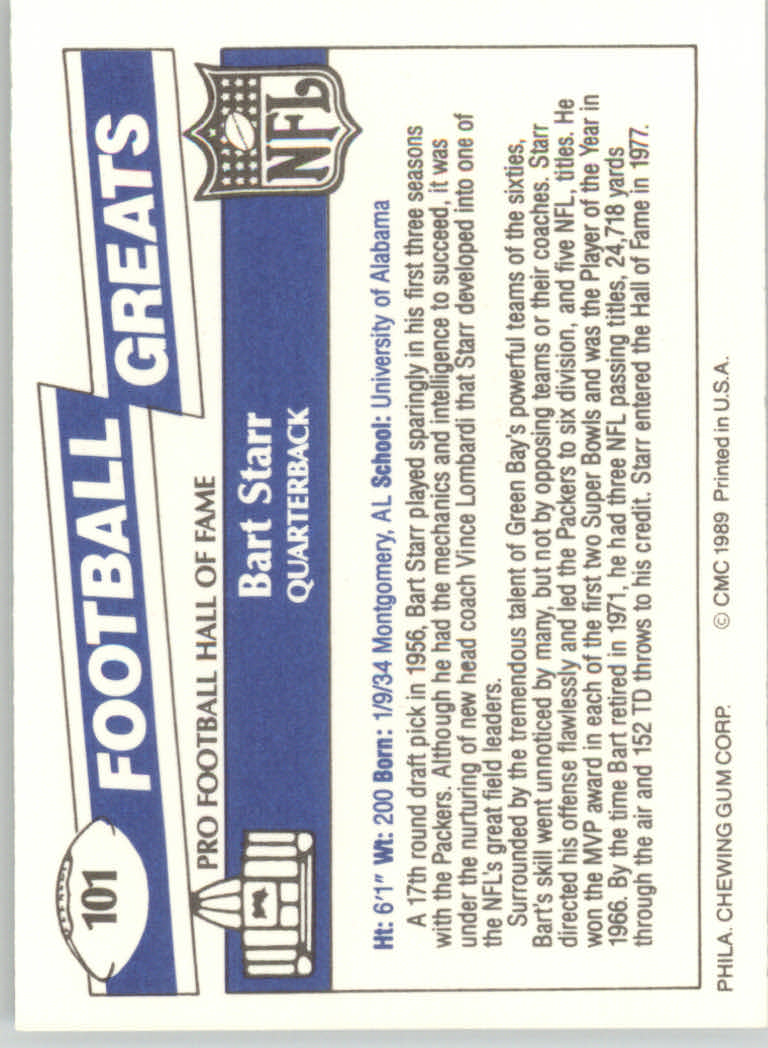 101
FOOTBALL
GREATS
PRO FOOTBALL HALL OF FAME
Bart Starr
QUARTERBACK
NFL
Ht: 6'1" Wt: 200 Born: 1/9/34 Montgomery, AL School: University of Alabama
A 17th round draft pick in 1956, Bart Starr played sparingly in his first three seasons
with the Packers. Although he had the mechanics and intelligence to succeed, it was
under the nurturing of new head coach Vince Lombardi that Starr developed into one of
the NFL's great field leaders.
Surrounded by the tremendous talent of Green Bay's powerful teams of the sixties,
Bart's skill went unnoticed by many, but not by opposing teams or their coaches. Starr
directed his offense flawlessly and led the Packers to six division, and five NFL, titles. He
won the MVP award in each of the first two Super Bowls and was the Player of the Year in
1966. By the time Bart retired in 1971, he had three NFL passing titles, 24,718 yards
through the air and 152 TD throws to his credit. Starr entered the Hall of Fame in 1977.
PHILA. CHEWING GUM CORP. © CMC 1989 Printed in U.S.A.